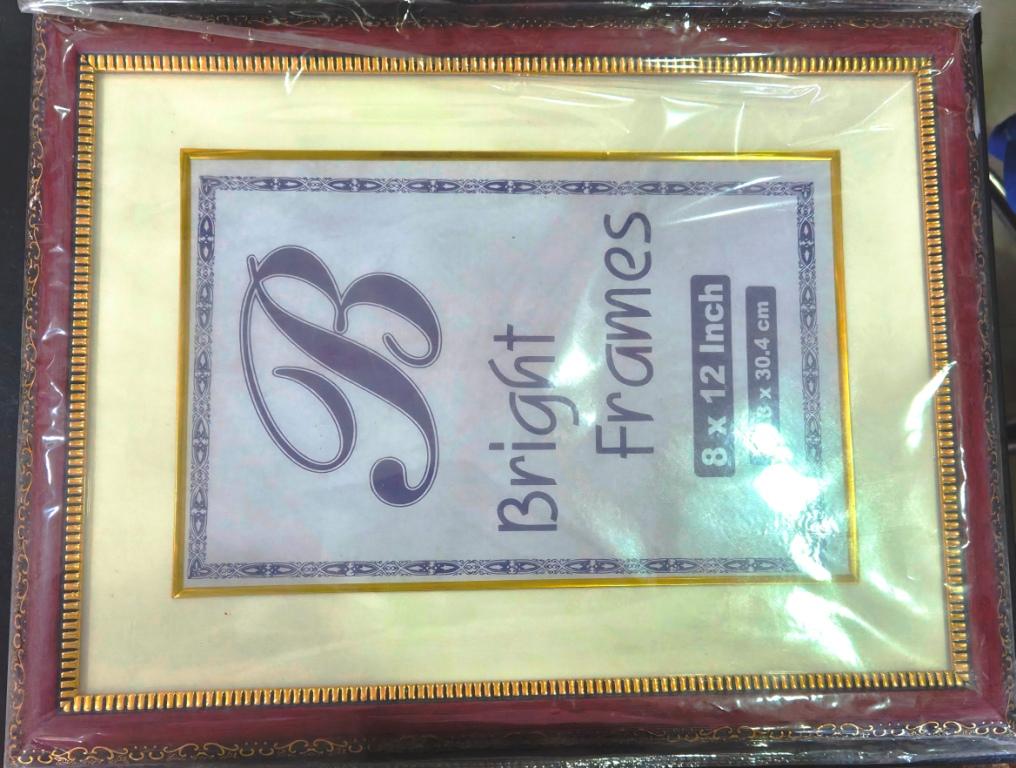 B
Bright
Frames
8 x 12 Inch
x 30.4 cm